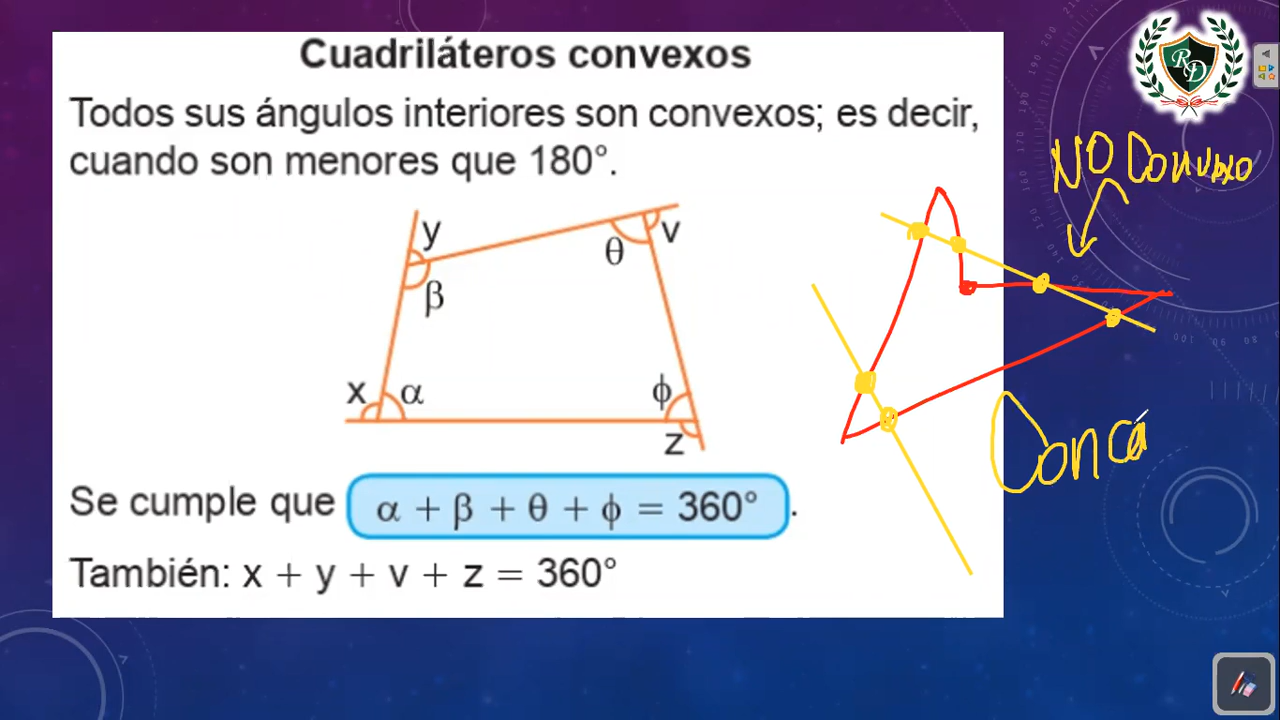 Cuadriláteros convexos
Todos sus ángulos interiores son convexos; es decir,
cuando son menores que 180°.
y
v
θ
β
x
α
ϕ
z
Se cumple que α + β + θ + ϕ = 360°.
También: x + y + v + z = 360°
RD
NO Convexo
Concá